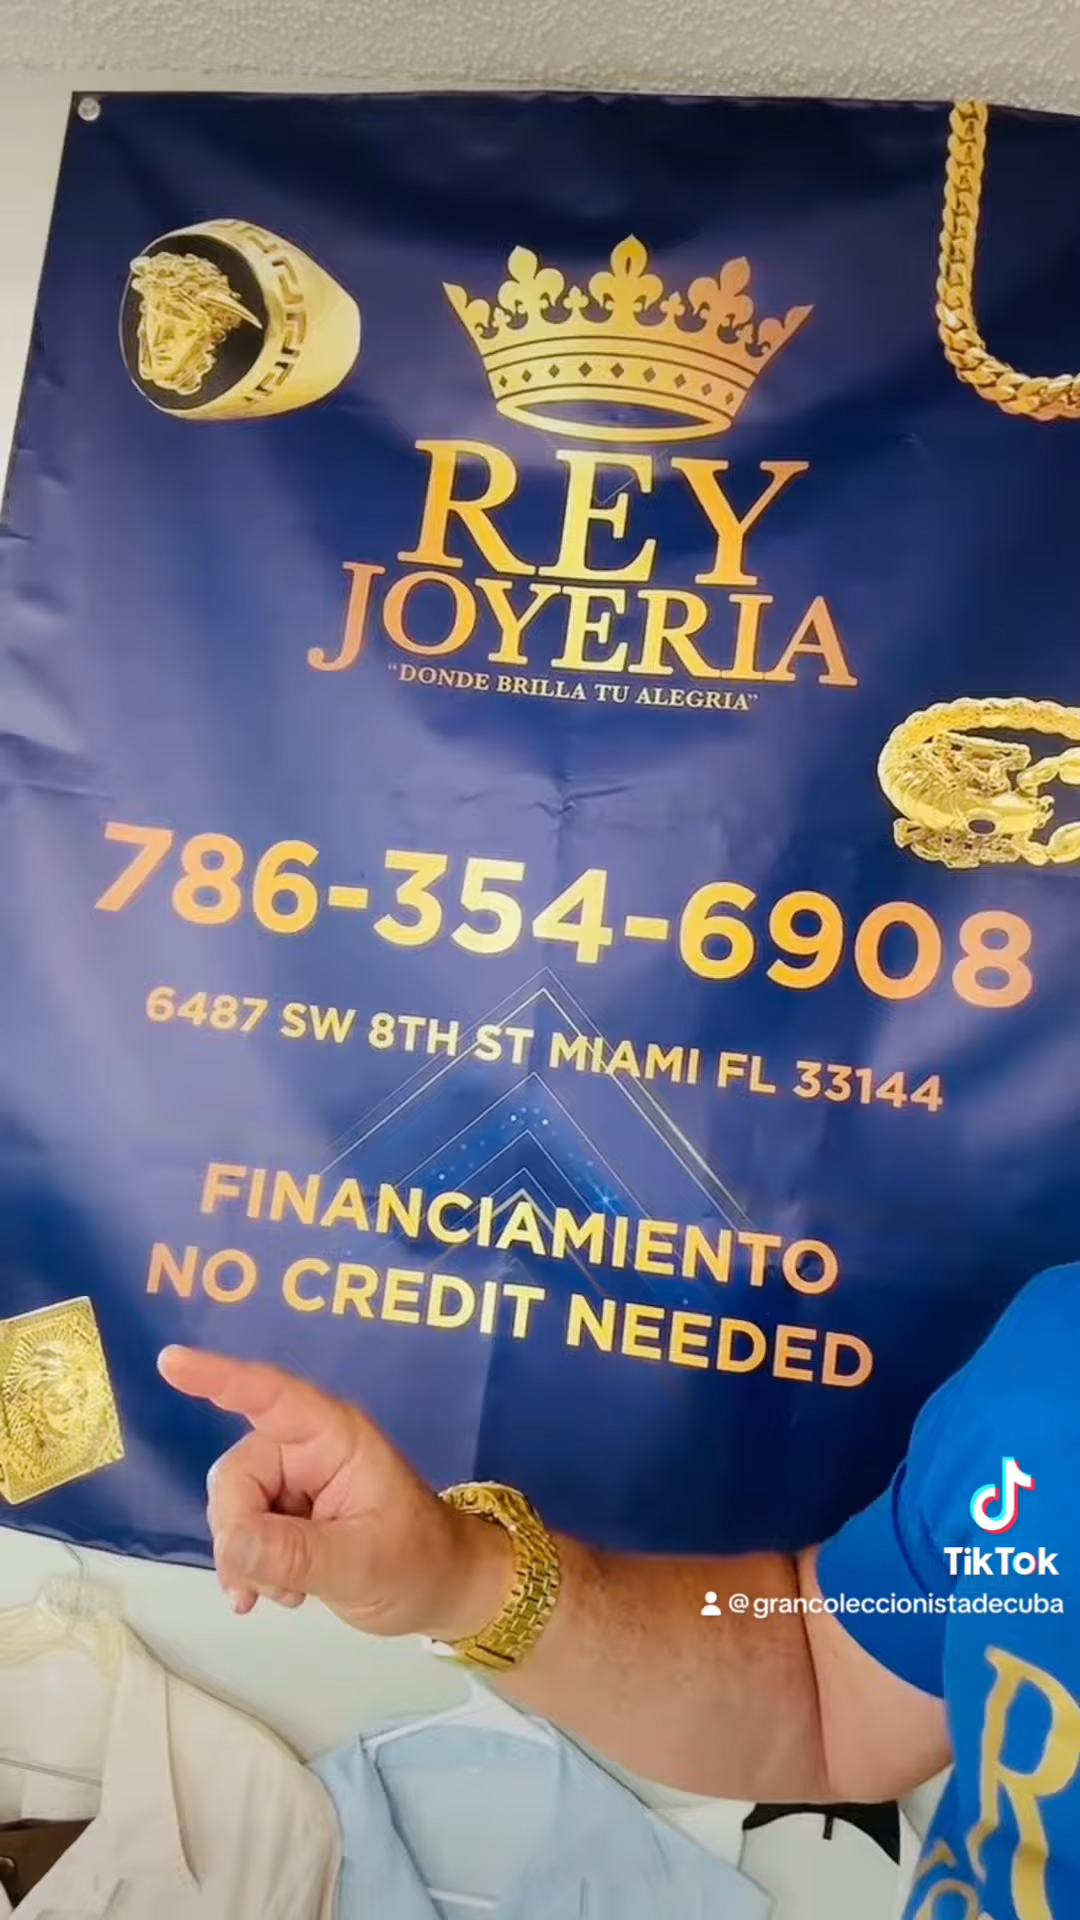 REY
JOYERIA
"DONDE BRILLA TU ALEGRIA"
786-354-6908
6487 SW 8TH ST MIAMI FL 33144
FINANCIAMIENTO
NO CREDIT NEEDED
TikTok
@grancoleccionistadecuba
R